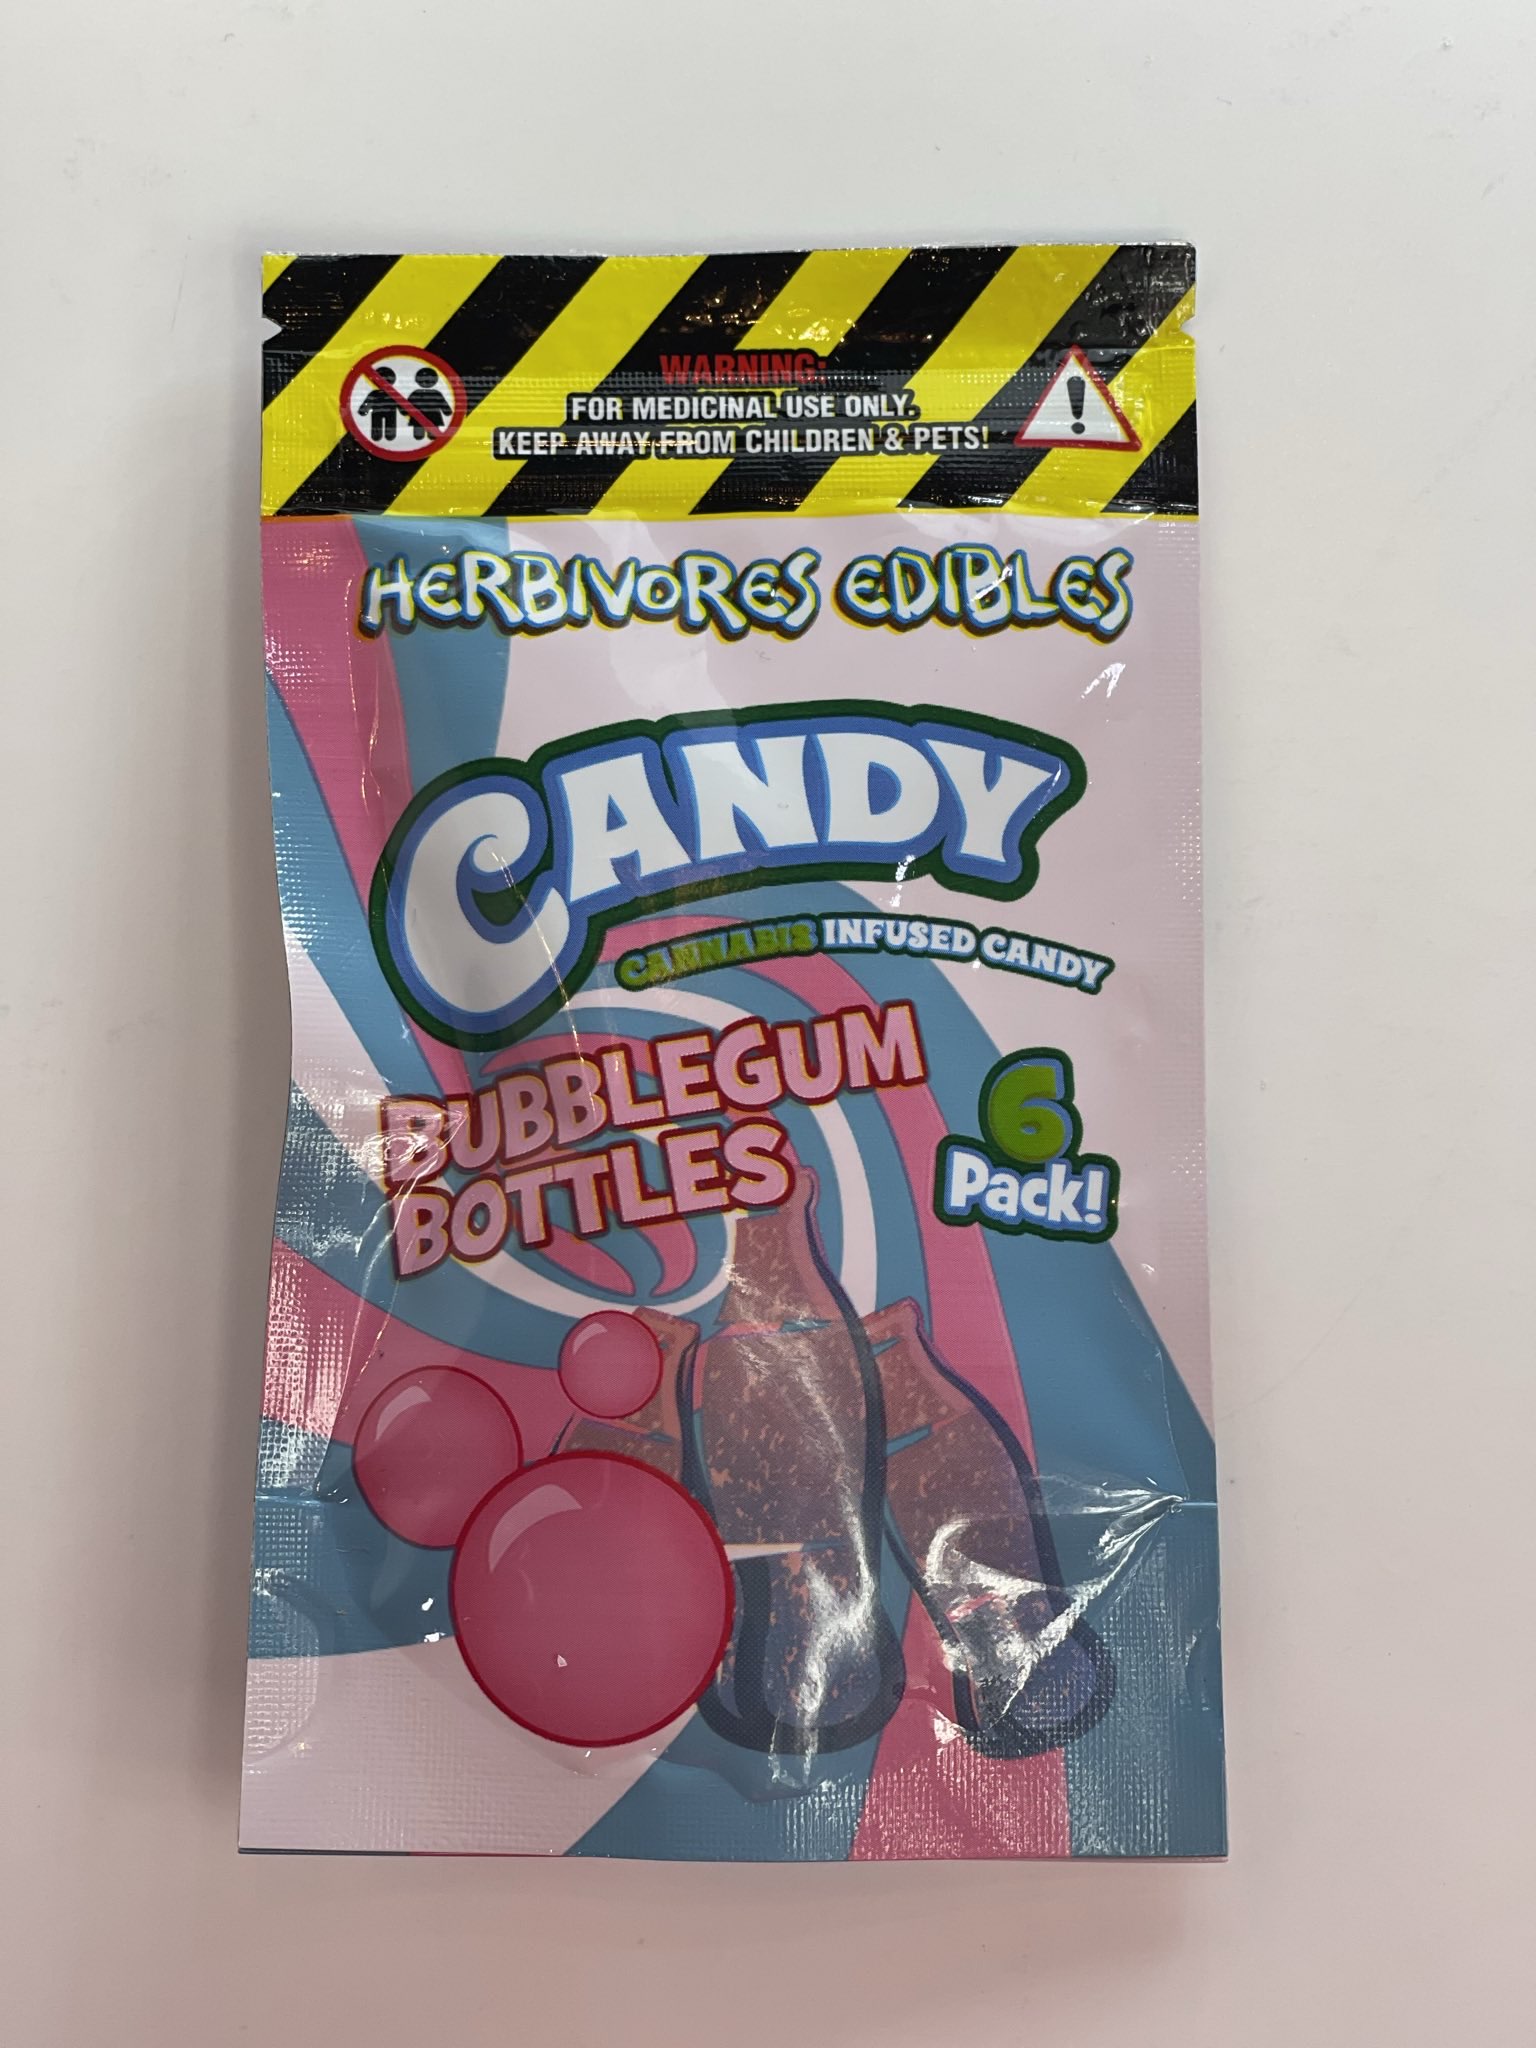 WARNING:
FOR MEDICINAL USE ONLY.
KEEP AWAY FROM CHILDREN & PETS!
HERBIVORES EDIBLES
CANDY
CANNABIS INFUSED CANDY
BUBBLEGUM
BOTTLES
6
Pack!